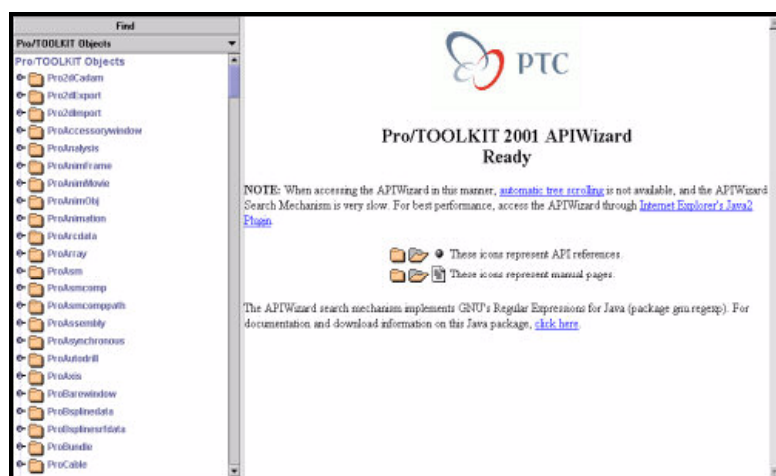 Find
Pro/TOOLKIT Objects
Pro/TOOLKIT Objects
Pro2dCadam
Pro2dExport
Pro2dImport
ProAccessorywindow
ProAnalysis
ProAnimframe
ProAnimMovie
ProAnimObj
ProAnimation
ProArcdata
ProArray
ProAsm
ProAsmcomp
ProAsmcomppath
ProAssembly
ProAsynchronous
ProAutodrill
ProAxis
ProBarewindow
ProBsplinedata
ProBsplinesrfdata
ProBundle
ProCable
PTC
Pro/TOOLKIT 2001 APIWizard
Ready
NOTE: When accessing the APIWizard in this manner, automatic tree scrolling is not available, and the APIWizard
Search Mechanism is very slow. For best performance, access the APIWizard through Internet Explorer's Java2
Plugin.
These icons represent API references.
These icons represent manual pages.
The APIWizard search mechanism implements GNU's Regular Expressions for Java (package gnu.regexp). For
documentation and download information on this Java package, click here.